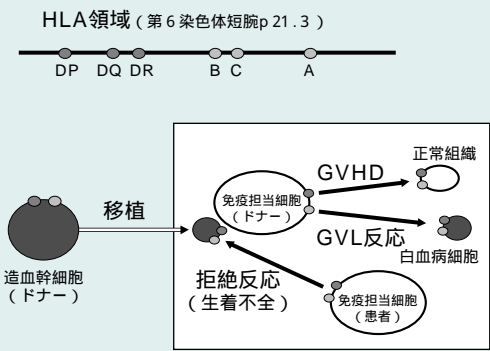 HLA領域（第６染色体短腕p 21 . 3 ）
DP DQ DR B C A
正常組織
GVHD
免疫担当細胞
（ドナー）
移植
GVL反応
白血病細胞
造血幹細胞
（ドナー）
拒絶反応
（生着不全）
免疫担当細胞
（患者）